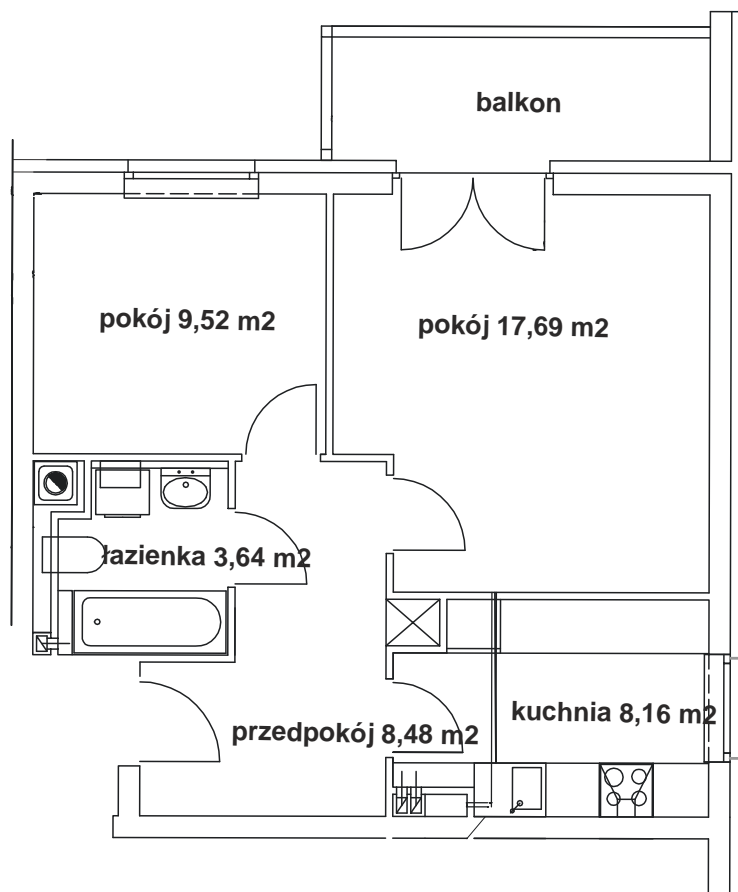 balkon
pokój 9,52 m2
pokój 17,69 m2
łazienka 3,64 m2
kuchnia 8,16 m2
przedpokój 8,48 m2